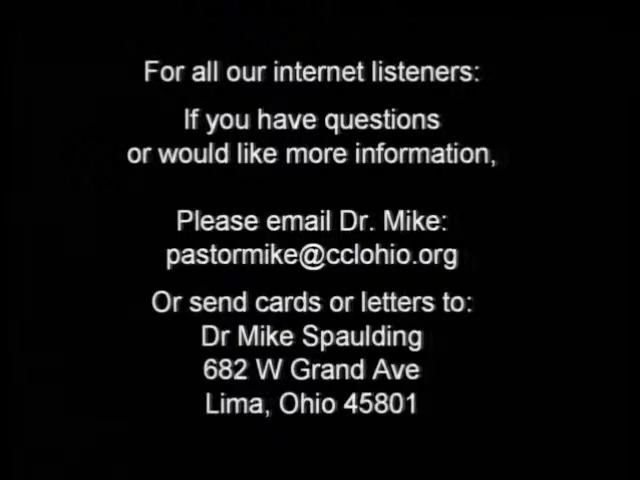 For all our internet listeners:
If you have questions
or would like more information,
Please email Dr. Mike:
pastormike@cclohio.org
Or send cards or letters to:
Dr Mike Spaulding
682 W Grand Ave
Lima, Ohio 45801